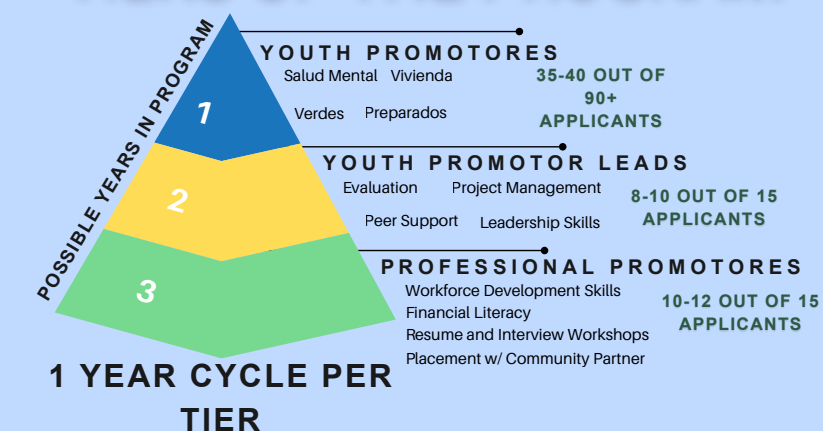 POSSIBLE YEARS IN PROGRAM
1
YOUTH PROMOTORES
Salud Mental Vivienda
Verdes Preparados
35-40 OUT OF
90+
APPLICANTS
2
YOUTH PROMOTOR LEADS
Evaluation Project Management
Peer Support Leadership Skills
8-10 OUT OF 15
APPLICANTS
3
PROFESSIONAL PROMOTORES
Workforce Development Skills
Financial Literacy
Resume and Interview Workshops
Placement w/ Community Partner
10-12 OUT OF 15
APPLICANTS
1 YEAR CYCLE PER
TIER